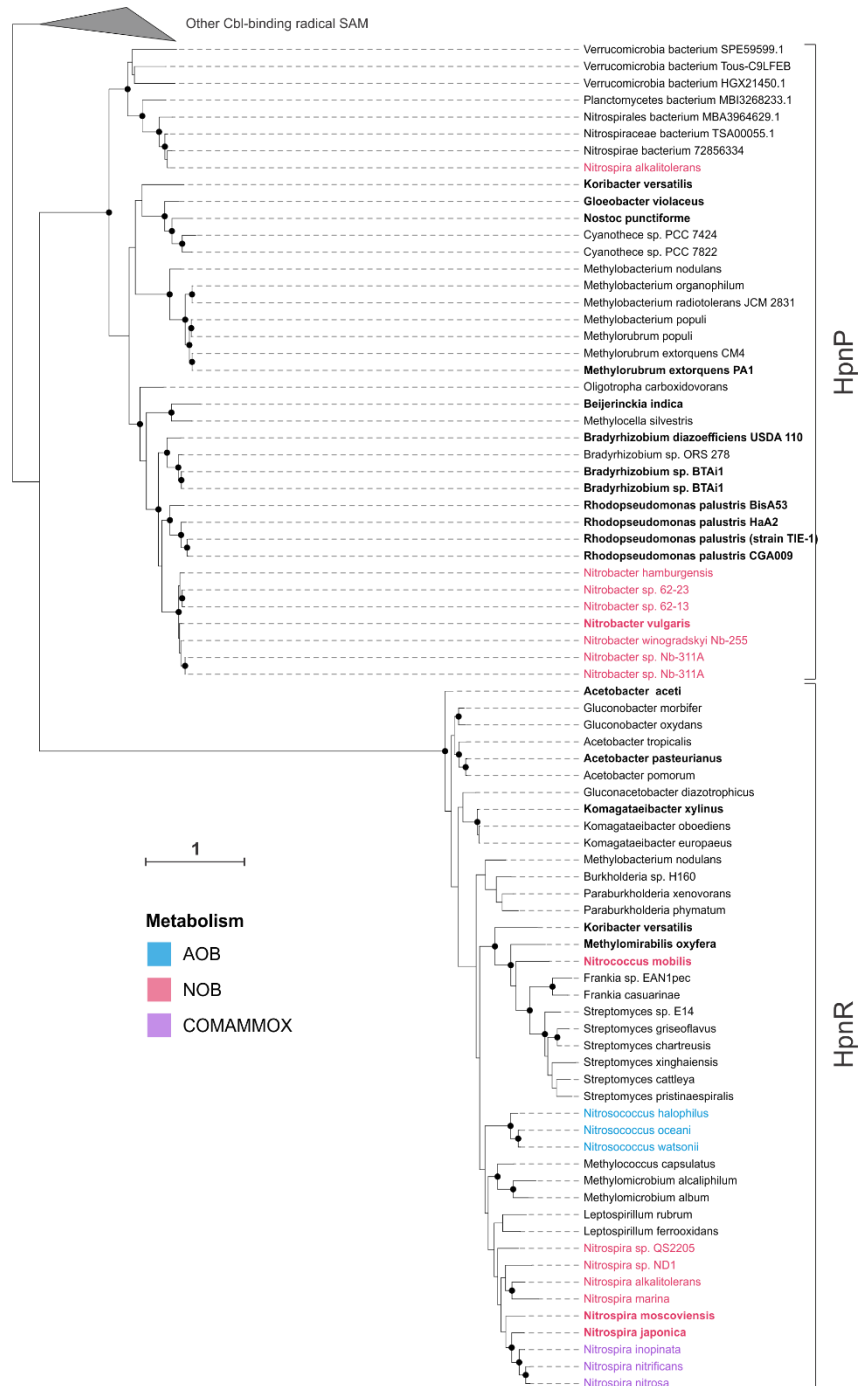 Other Cbl-binding radical SAM
Verrucomicrobia bacterium SPE59599.1
Verrucomicrobia bacterium Tous-C9LFEB
Verrucomicrobia bacterium HGX21450.1
Planctomycetes bacterium MBI3268233.1
Nitrospirales bacterium MBA3964629.1
Nitrospiraceae bacterium TSA00055.1
Nitrospirae bacterium 72856334
Nitrospira alkalitolerans
Koribacter versatilis
Gloeobacter violaceus
Nostoc punctiforme
Cyanothece sp. PCC 7424
Cyanothece sp. PCC 7822
Methylobacterium nodulans
Methylobacterium organophilum
Methylobacterium radiotolerans JCM 2831
Methylobacterium populi
Methylorubrum populi
Methylorubrum extorquens CM4
Methylorubrum extorquens PA1
Oligotropha carboxidovorans
Beijerinckia indica
Methylocella silvestris
Bradyrhizobium diazoefficiens USDA 110
Bradyrhizobium sp. ORS 278
Bradyrhizobium sp. BTAi1
Bradyrhizobium sp. BTAi1
Rhodopseudomonas palustris BisA53
Rhodopseudomonas palustris HaA2
Rhodopseudomonas palustris (strain TIE-1)
Rhodopseudomonas palustris CGA009
Nitrobacter hamburgensis
Nitrobacter sp. 62-23
Nitrobacter sp. 62-13
Nitrobacter vulgaris
Nitrobacter winogradskyi Nb-255
Nitrobacter sp. Nb-311A
Nitrobacter sp. Nb-311A
HpnP
Acetobacter aceti
Gluconobacter morbifer
Gluconobacter oxydans
Acetobacter tropicalis
Acetobacter pasteurianus
Acetobacter pomorum
Gluconacetobacter diazotrophicus
Komagataeibacter xylinus
Komagataeibacter oboediens
Komagataeibacter europaeus
Methylobacterium nodulans
Burkholderia sp. H160
Paraburkholderia xenovorans
Paraburkholderia phymatum
Koribacter versatilis
Methylomirabilis oxyfera
Nitrococcus mobilis
Frankia sp. EAN1pec
Frankia casuarinae
Streptomyces sp. E14
Streptomyces griseoflavus
Streptomyces chartreusis
Streptomyces xinghaiensis
Streptomyces cattleya
Streptomyces pristinaespiralis
Nitrosococcus halophilus
Nitrosococcus oceani
Nitrosococcus watsonii
Methylococcus capsulatus
Methylomicrobium alcaliphilum
Methylomicrobium album
Leptospirillum rubrum
Leptospirillum ferrooxidans
Nitrospira sp. QS2205
Nitrospira sp. ND1
Nitrospira alkalitolerans
Nitrospira marina
Nitrospira moscoviensis
Nitrospira japonica
Nitrospira inopinata
Nitrospira nitrificans
Nitrospira nitrosa
HpnR
1
Metabolism
AOB
NOB
COMAMMOX